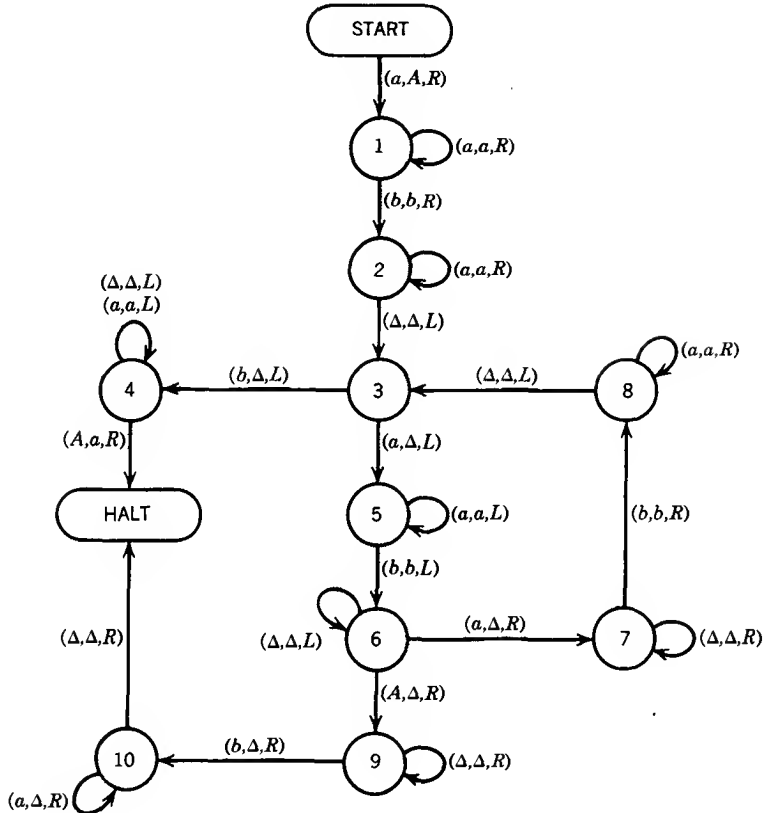 START
(a,A,R)
1
(a,a,R)
(b,b,R)
2
(a,a,R)
(Δ,Δ,L)
(Δ,Δ,L)
(a,a,L)
4
(b,Δ,L)
3
(Δ,Δ,L)
8
(a,a,R)
(A,a,R)
(a,Δ,L)
HALT
5
(a,a,L)
(b,b,R)
(b,b,L)
(Δ,Δ,R)
(Δ,Δ,L)
6
(a,Δ,R)
7
(Δ,Δ,R)
(A,Δ,R)
10
(b,Δ,R)
9
(Δ,Δ,R)
(a,Δ,R)